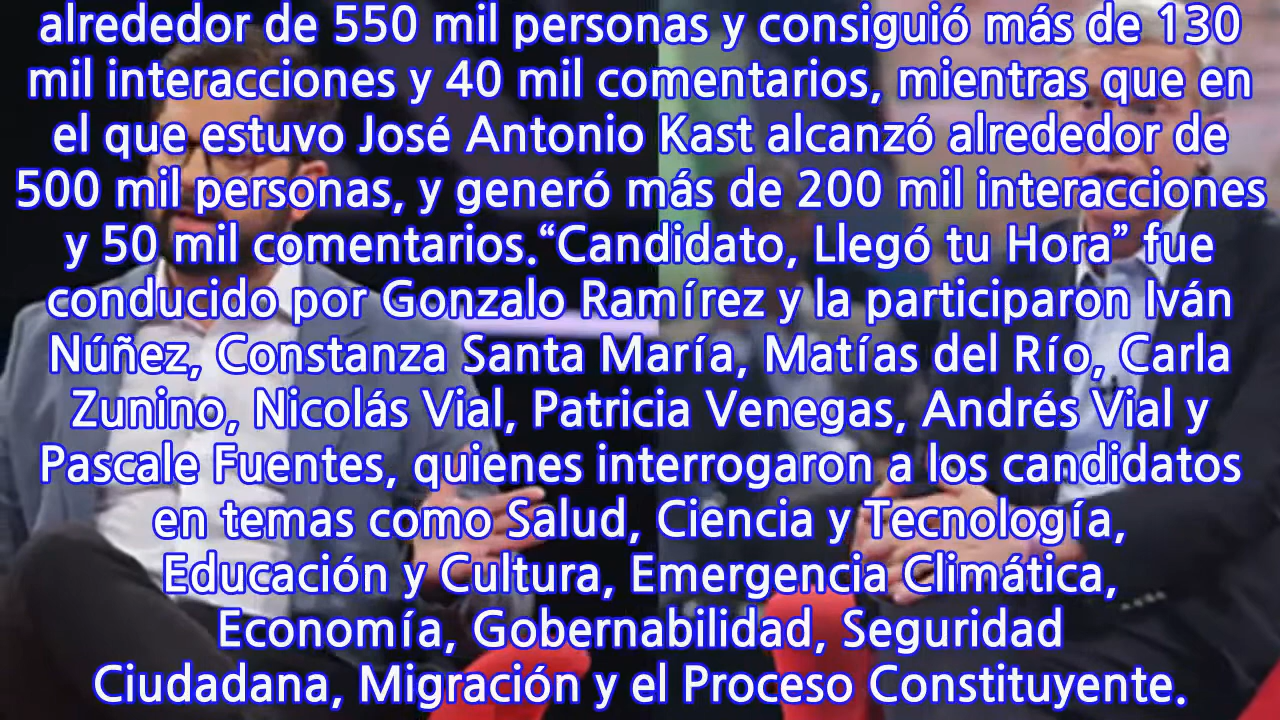 alrededor de 550 mil personas y consiguió más de 130
mil interacciones y 40 mil comentarios, mientras que en
el que estuvo José Antonio Kast alcanzó alrededor de
500 mil personas, y generó más de 200 mil interacciones
y 50 mil comentarios.“Candidato, Llegó tu Hora” fue
conducido por Gonzalo Ramírez y la participaron Iván
Núñez, Constanza Santa María, Matías del Río, Carla
Zunino, Nicolás Vial, Patricia Venegas, Andrés Vial y
Pascale Fuentes, quienes interrogaron a los candidatos
en temas como Salud, Ciencia y Tecnología,
Educación y Cultura, Emergencia Climática,
Economía, Gobernabilidad, Seguridad
Ciudadana, Migración y el Proceso Constituyente.